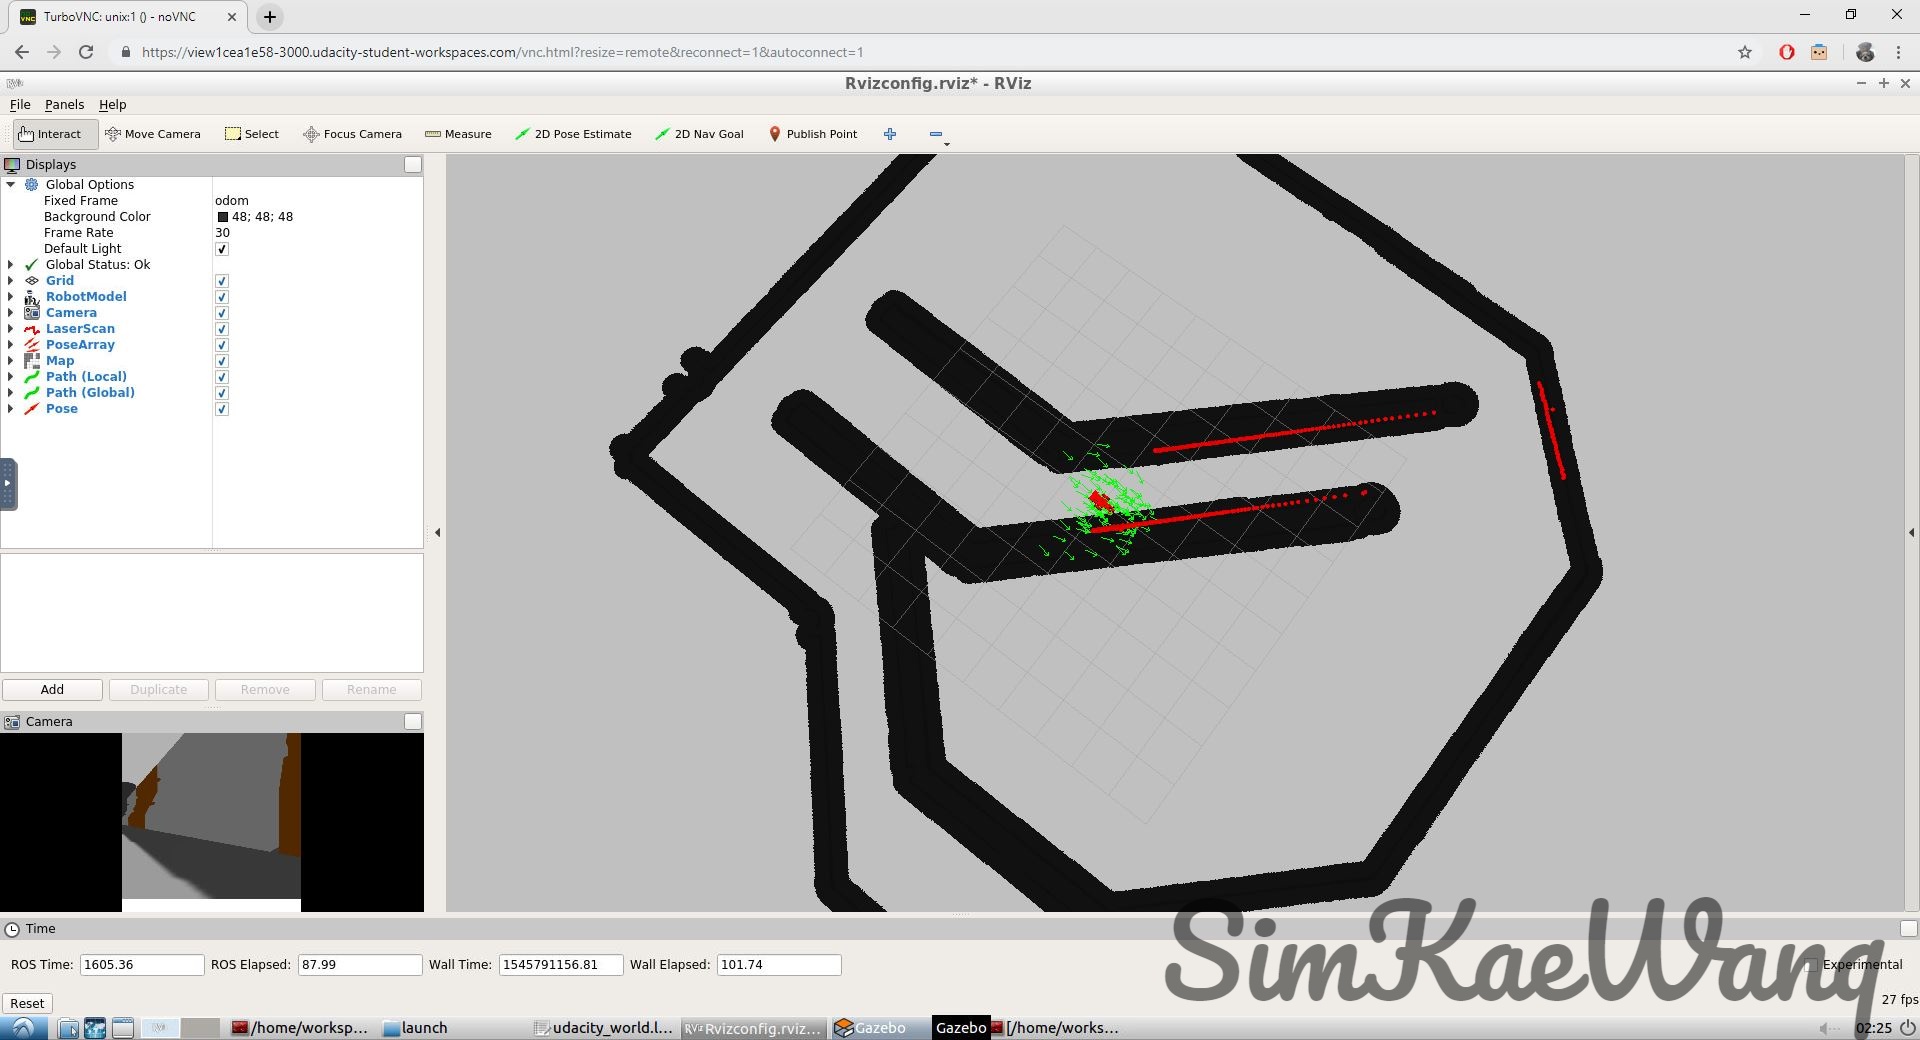 TurboVNC: unix:1 () - noVNC
https://view1cea1e58-3000.udacity-student-workspaces.com/vnc.html?resize=remote&reconnect=1&autoconnect=1
Rvizconfig.rviz* - RViz
File Panels Help
Interact Move Camera Select Focus Camera Measure 2D Pose Estimate 2D Nav Goal Publish Point
Displays
Global Options
Fixed Frame odom
Background Color 48; 48; 48
Frame Rate 30
Default Light
Global Status: Ok
Grid
RobotModel
Camera
LaserScan
PoseArray
Map
Path (Local)
Path (Global)
Pose
Add Duplicate Remove Rename
Camera
Time
ROS Time: 1605.36 ROS Elapsed: 87.99 Wall Time: 1545791156.81 Wall Elapsed: 101.74 Experimental
SimKaeWang
Reset 27 fps
/home/worksp... launch udacity_world.l... Rvizconfig.rviz... Gazebo Gazebo [/home/works... 02:25